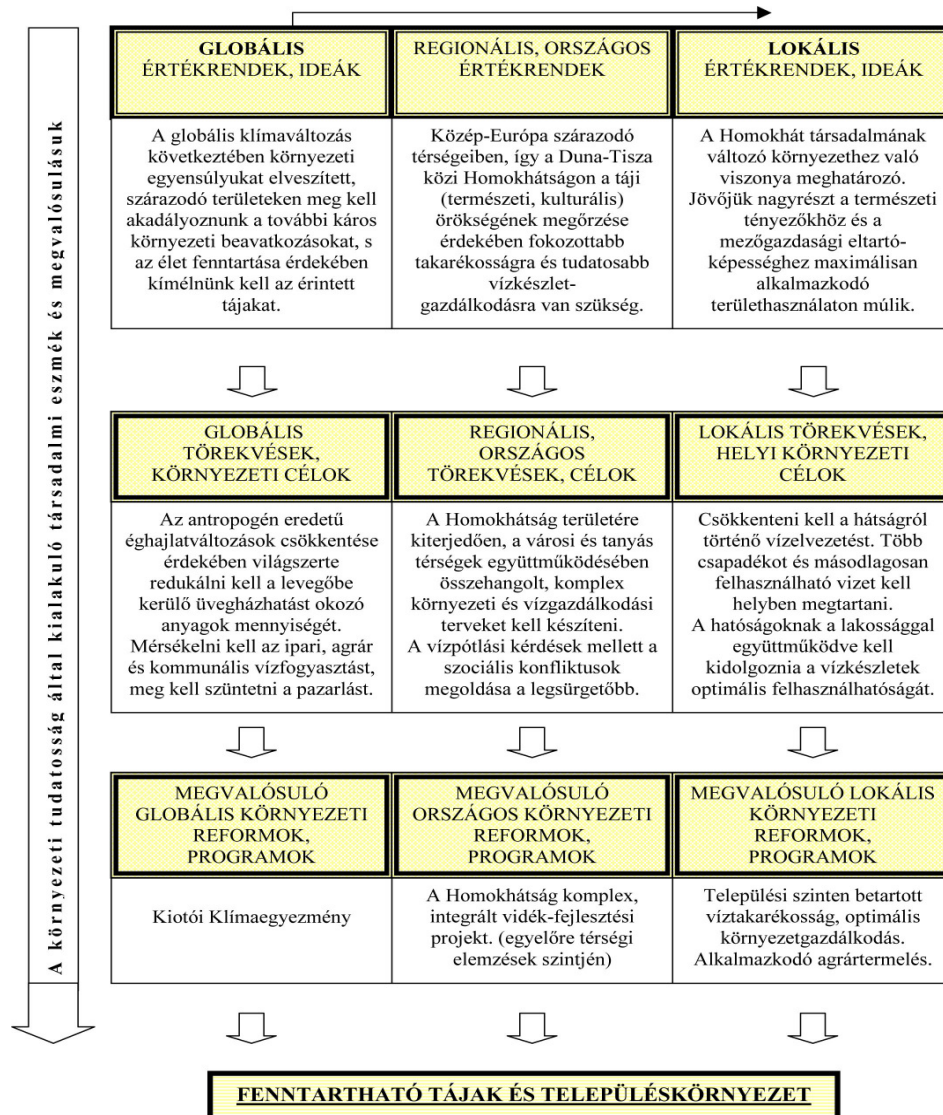 A környezeti tudatosság által kialakuló társadalmi eszmék és megvalósulásuk
GLOBÁLIS
ÉRTÉKRENDEK, IDEÁK
A globális klímaváltozás
következtében környezeti
egyensúlyukat elveszített,
szárazodó területeken meg kell
akadályoznunk a további káros
környezeti beavatkozásokat, s
az élet fenntartása érdekében
kímélnünk kell az érintett
tájakat.
REGIONÁLIS, ORSZÁGOS
ÉRTÉKRENDEK
Közép-Európa szárazodó
térségeiben, így a Duna-Tisza
közi Homokhátságon a táji
(természeti, kulturális)
örökségének megőrzése
érdekében fokozottabb
takarékosságra és tudatosabb
vízkészlet-
gazdálkodásra van szükség.
LOKÁLIS
ÉRTÉKRENDEK, IDEÁK
A Homokhát társadalmának
változó környezethez való
viszonya meghatározó.
Jövőjük nagyrészt a természeti
tényezőkhöz és a
mezőgazdasági eltartó-
képességhez maximálisan
alkalmazkodó
területhasználaton múlik.
GLOBÁLIS
TÖREKVÉSEK,
KÖRNYEZETI CÉLOK
Az antropogén eredetű
éghajlatváltozások csökkentése
érdekében világszerte
redukálni kell a levegőbe
kerülő üvegházhatást okozó
anyagok mennyiségét.
Mérsékelni kell az ipari, agrár
és kommunális vízfogyasztást,
meg kell szüntetni a pazarlást.
REGIONÁLIS,
ORSZÁGOS
TÖREKVÉSEK, CÉLOK
A Homokhátság területére
kiterjedően, a városi és tanyás
térségek együttműködésében
összehangolt, komplex
környezeti és vízgazdálkodási
terveket kell készíteni.
A vízpótlási kérdések mellett a
szociális konfliktusok
megoldása a legsürgetőbb.
LOKÁLIS TÖREKVÉSEK,
HELYI KÖRNYEZETI
CÉLOK
Csökkenteni kell a hátságról
történő vízelvezetést. Több
csapadékot és másodlagosan
felhasználható vizet kell
helyben megtartani.
A hatóságoknak a lakossággal
együttműködve kell
kidolgoznia a vízkészletek
optimális felhasználhatóságát.
MEGVALÓSULÓ
GLOBÁLIS KÖRNYEZETI
REFORMOK,
PROGRAMOK
Kiotói Klímaegyezmény
MEGVALÓSULÓ
ORSZÁGOS KÖRNYEZETI
REFORMOK,
PROGRAMOK
A Homokhátság komplex,
integrált vidék-fejlesztési
projekt. (egyelőre térségi
elemzések szintjén)
MEGVALÓSULÓ LOKÁLIS
KÖRNYEZETI
REFORMOK,
PROGRAMOK
Települési szinten betartott
víztakarékosság, optimális
környezetgazdálkodás.
Alkalmazkodó agrártermelés.
FENNTARTHATÓ TÁJAK ÉS TELEPÜLÉSKÖRNYEZET